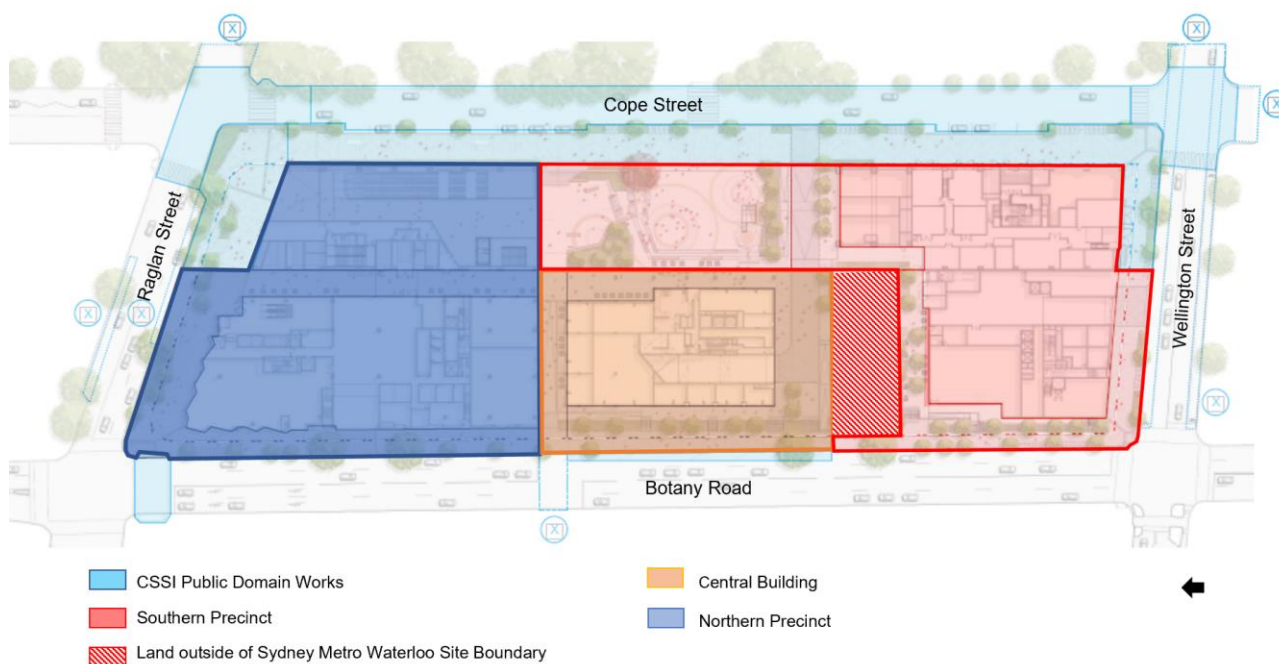 X
X
Cope Street
X
Raglan Street
Wellington Street
X
X
X
Botany Road
X
CSSI Public Domain Works
Central Building
Southern Precinct
Northern Precinct
Land outside of Sydney Metro Waterloo Site Boundary